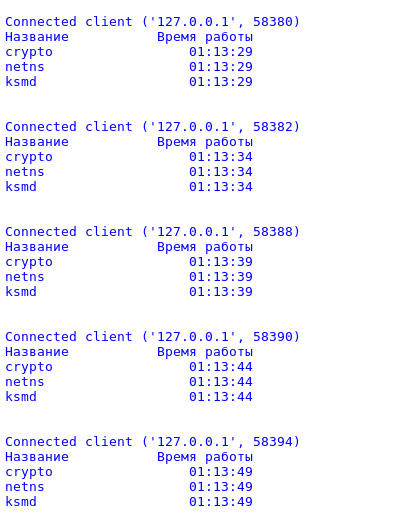 Connected client ('127.0.0.1', 58380)
Название           Время работы
crypto                 01:13:29
netns                  01:13:29
ksmd                   01:13:29
Connected client ('127.0.0.1', 58382)
Название           Время работы
crypto                 01:13:34
netns                  01:13:34
ksmd                   01:13:34
Connected client ('127.0.0.1', 58388)
Название           Время работы
crypto                 01:13:39
netns                  01:13:39
ksmd                   01:13:39
Connected client ('127.0.0.1', 58390)
Название           Время работы
crypto                 01:13:44
netns                  01:13:44
ksmd                   01:13:44
Connected client ('127.0.0.1', 58394)
Название           Время работы
crypto                 01:13:49
netns                  01:13:49
ksmd                   01:13:49